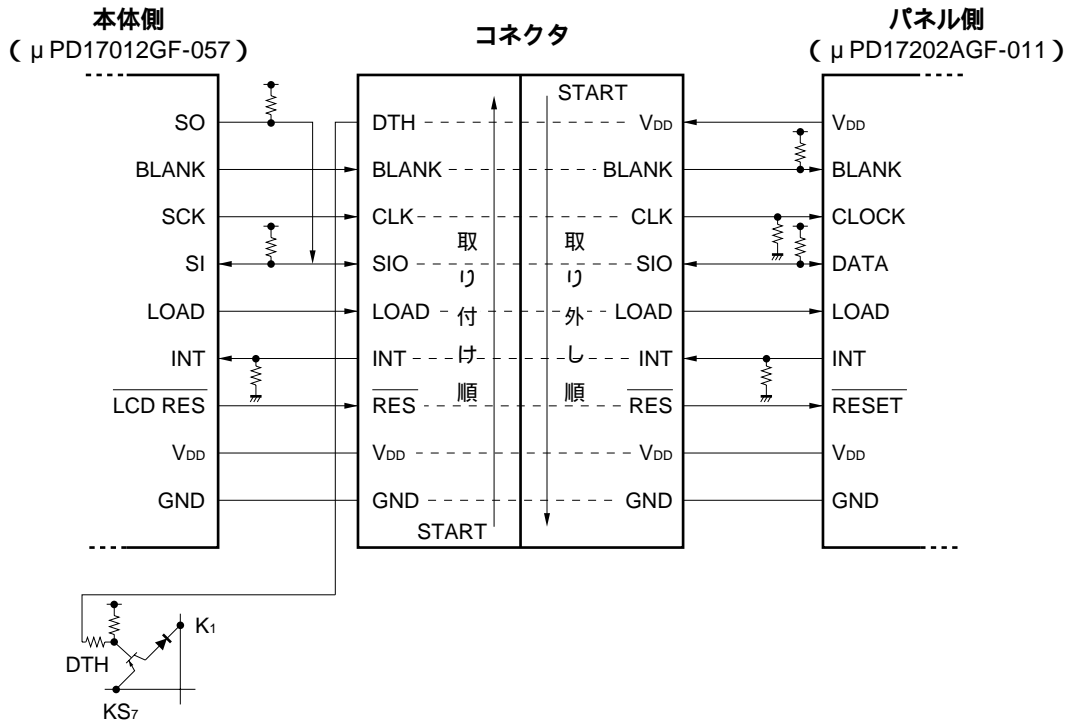 本体側
（μPD17012GF-057）
コネクタ
パネル側
（μPD17202AGF-011）
SO
BLANK
SCK
SI
LOAD
INT
LCD RES
VDD
GND
START
DTH
BLANK
CLK
SIO
LOAD
INT
RES
VDD
GND
START
取り付け順
取り外し順
VDD
BLANK
CLK
SIO
LOAD
INT
RES
VDD
GND
VDD
BLANK
CLOCK
DATA
LOAD
INT
RESET
VDD
GND
K1
DTH
KS7